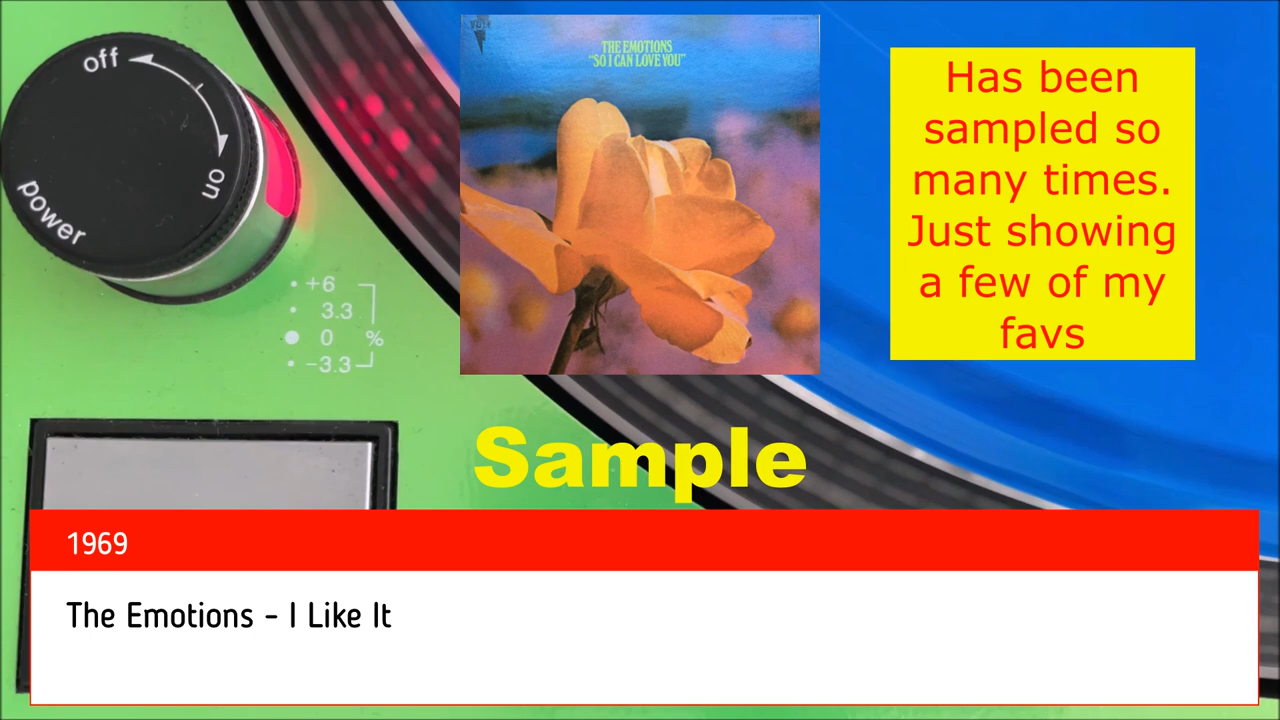 off
on
power
+6
3.3
0
%
-3.3
VOLT
THE EMOTIONS
"SO I CAN LOVE YOU"
Has been
sampled so
many times.
Just showing
a few of my
favs
Sample
1969
The Emotions - I Like It